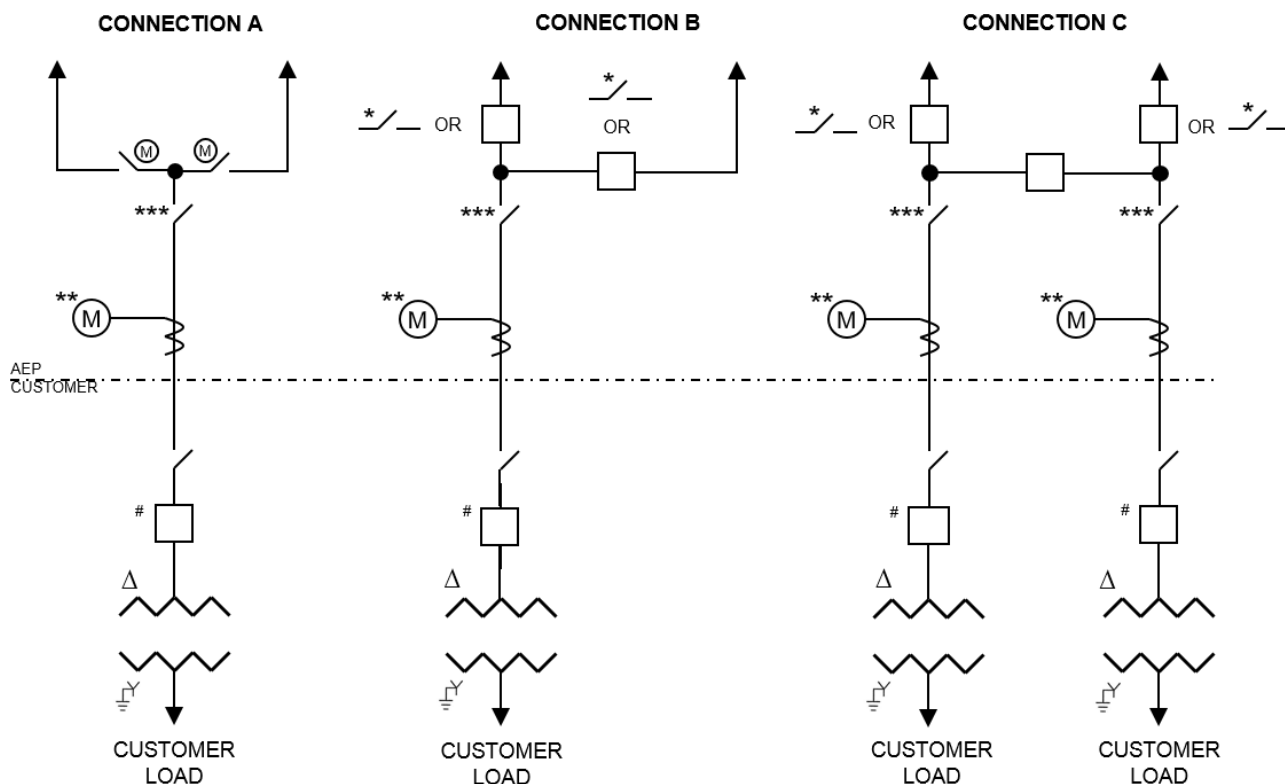 CONNECTION A
CONNECTION B
CONNECTION C
M
M
* OR
*
OR
* OR
OR *
***
***
***
***
** M
** M
** M
** M
AEP
CUSTOMER
#
#
#
#
Δ
Δ
Δ
Δ
Y
Y
Y
Y
CUSTOMER
LOAD
CUSTOMER
LOAD
CUSTOMER
LOAD
CUSTOMER
LOAD